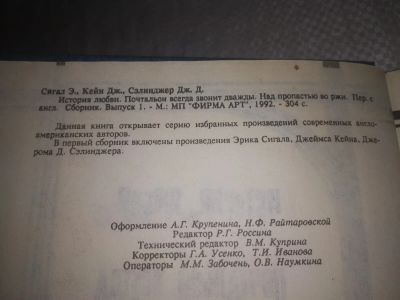 Сигал Э., Кейн Дж., Сэлинджер Дж. Д.
История любви. Почтальон всегда звонит дважды. Над пропастью во ржи. Пер. с
англ. Сборник. Выпуск 1. - М.: МП "ФИРМА АРТ", 1992. - 304 с.
Данная книга открывает серию избранных произведений современных англо-
американских авторов.
В первый сборник включены произведения Эрика Сигала, Джеймса Кейна, Дже-
рома Д. Сэлинджера.
Оформление А.Г. Крупенина, Н.Ф. Райтаровской
Редактор Р.Г. Россина
Технический редактор В.М. Куприна
Корректоры Г.А. Усенко, Т.И. Иванова
Операторы М.М. Забочень, О.В. Наумкина